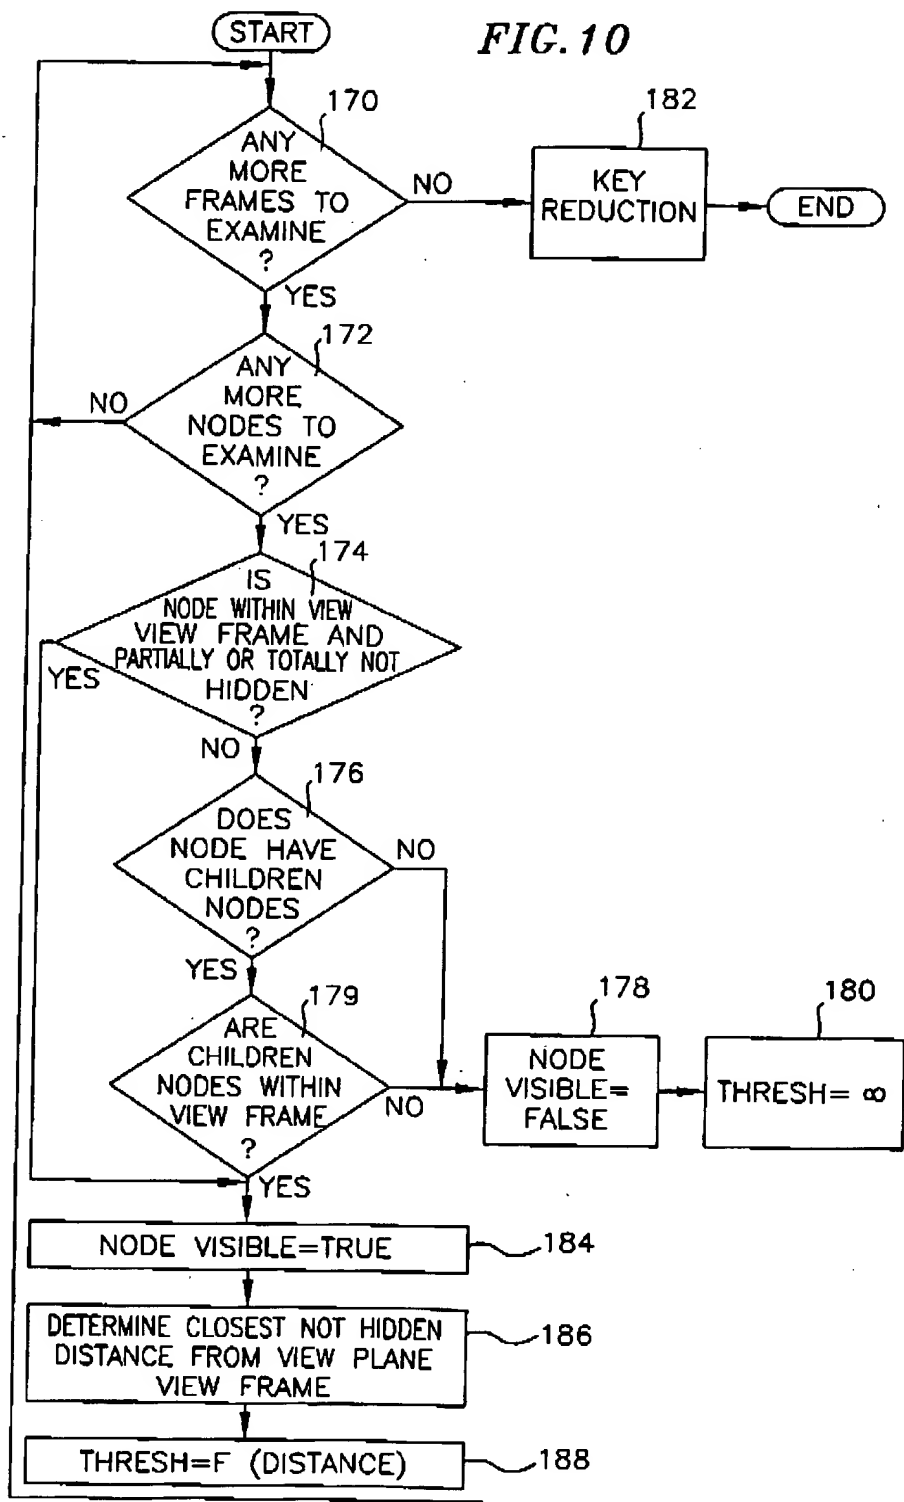 START
FIG.10
170
ANY
MORE
FRAMES TO
EXAMINE
?
NO
182
KEY
REDUCTION
END
YES
172
ANY
MORE
NODES TO
EXAMINE
?
NO
YES
174
IS
NODE WITHIN VIEW
VIEW FRAME AND
PARTIALLY OR TOTALLY NOT
HIDDEN
?
YES
NO
176
DOES
NODE HAVE
CHILDREN
NODES
?
NO
YES
179
ARE
CHILDREN
NODES WITHIN
VIEW FRAME
?
NO
178
NODE
VISIBLE=
FALSE
180
THRESH= ∞
YES
NODE VISIBLE=TRUE
184
DETERMINE CLOSEST NOT HIDDEN
DISTANCE FROM VIEW PLANE
VIEW FRAME
186
THRESH=F (DISTANCE)
188